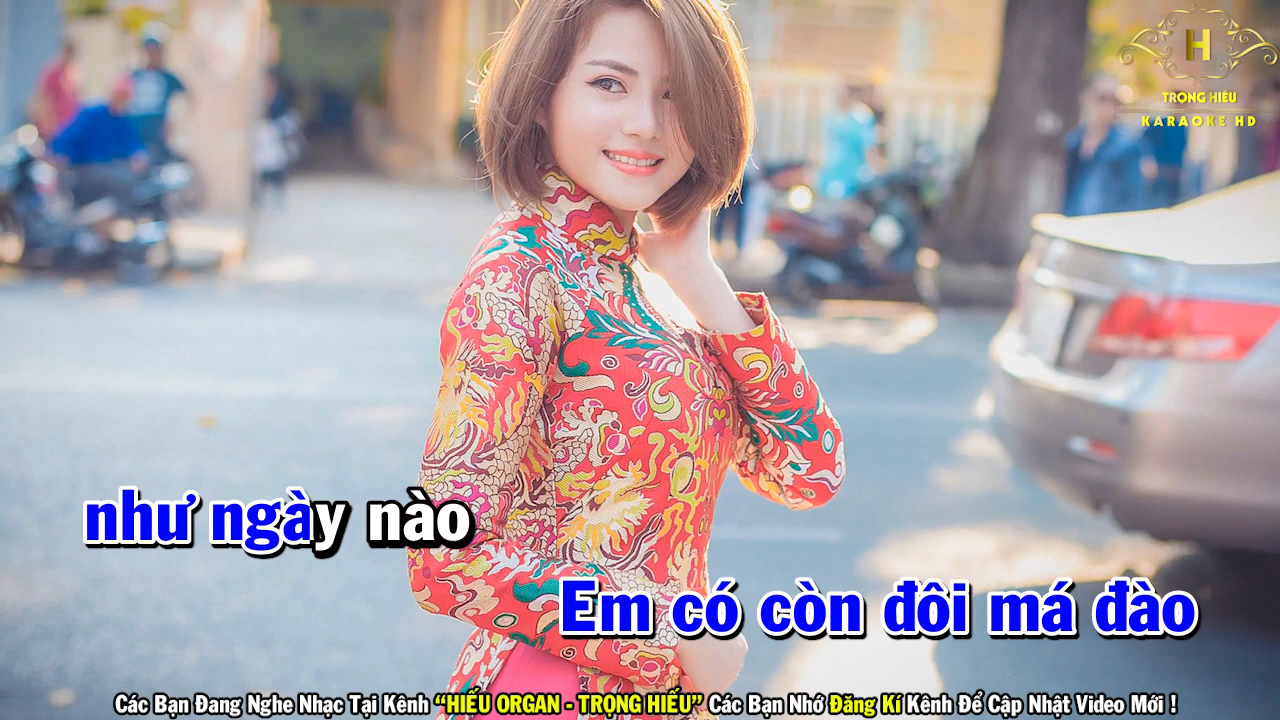 H
TRỌNG HIẾU
KARAOKE HD
như ngày nào
Em có còn đôi má đào
Các Bạn Đang Nghe Nhạc Tại Kênh “HIẾU ORGAN - TRỌNG HIẾU” Các Bạn Nhớ Đăng Kí Kênh Để Cập Nhật Video Mới !